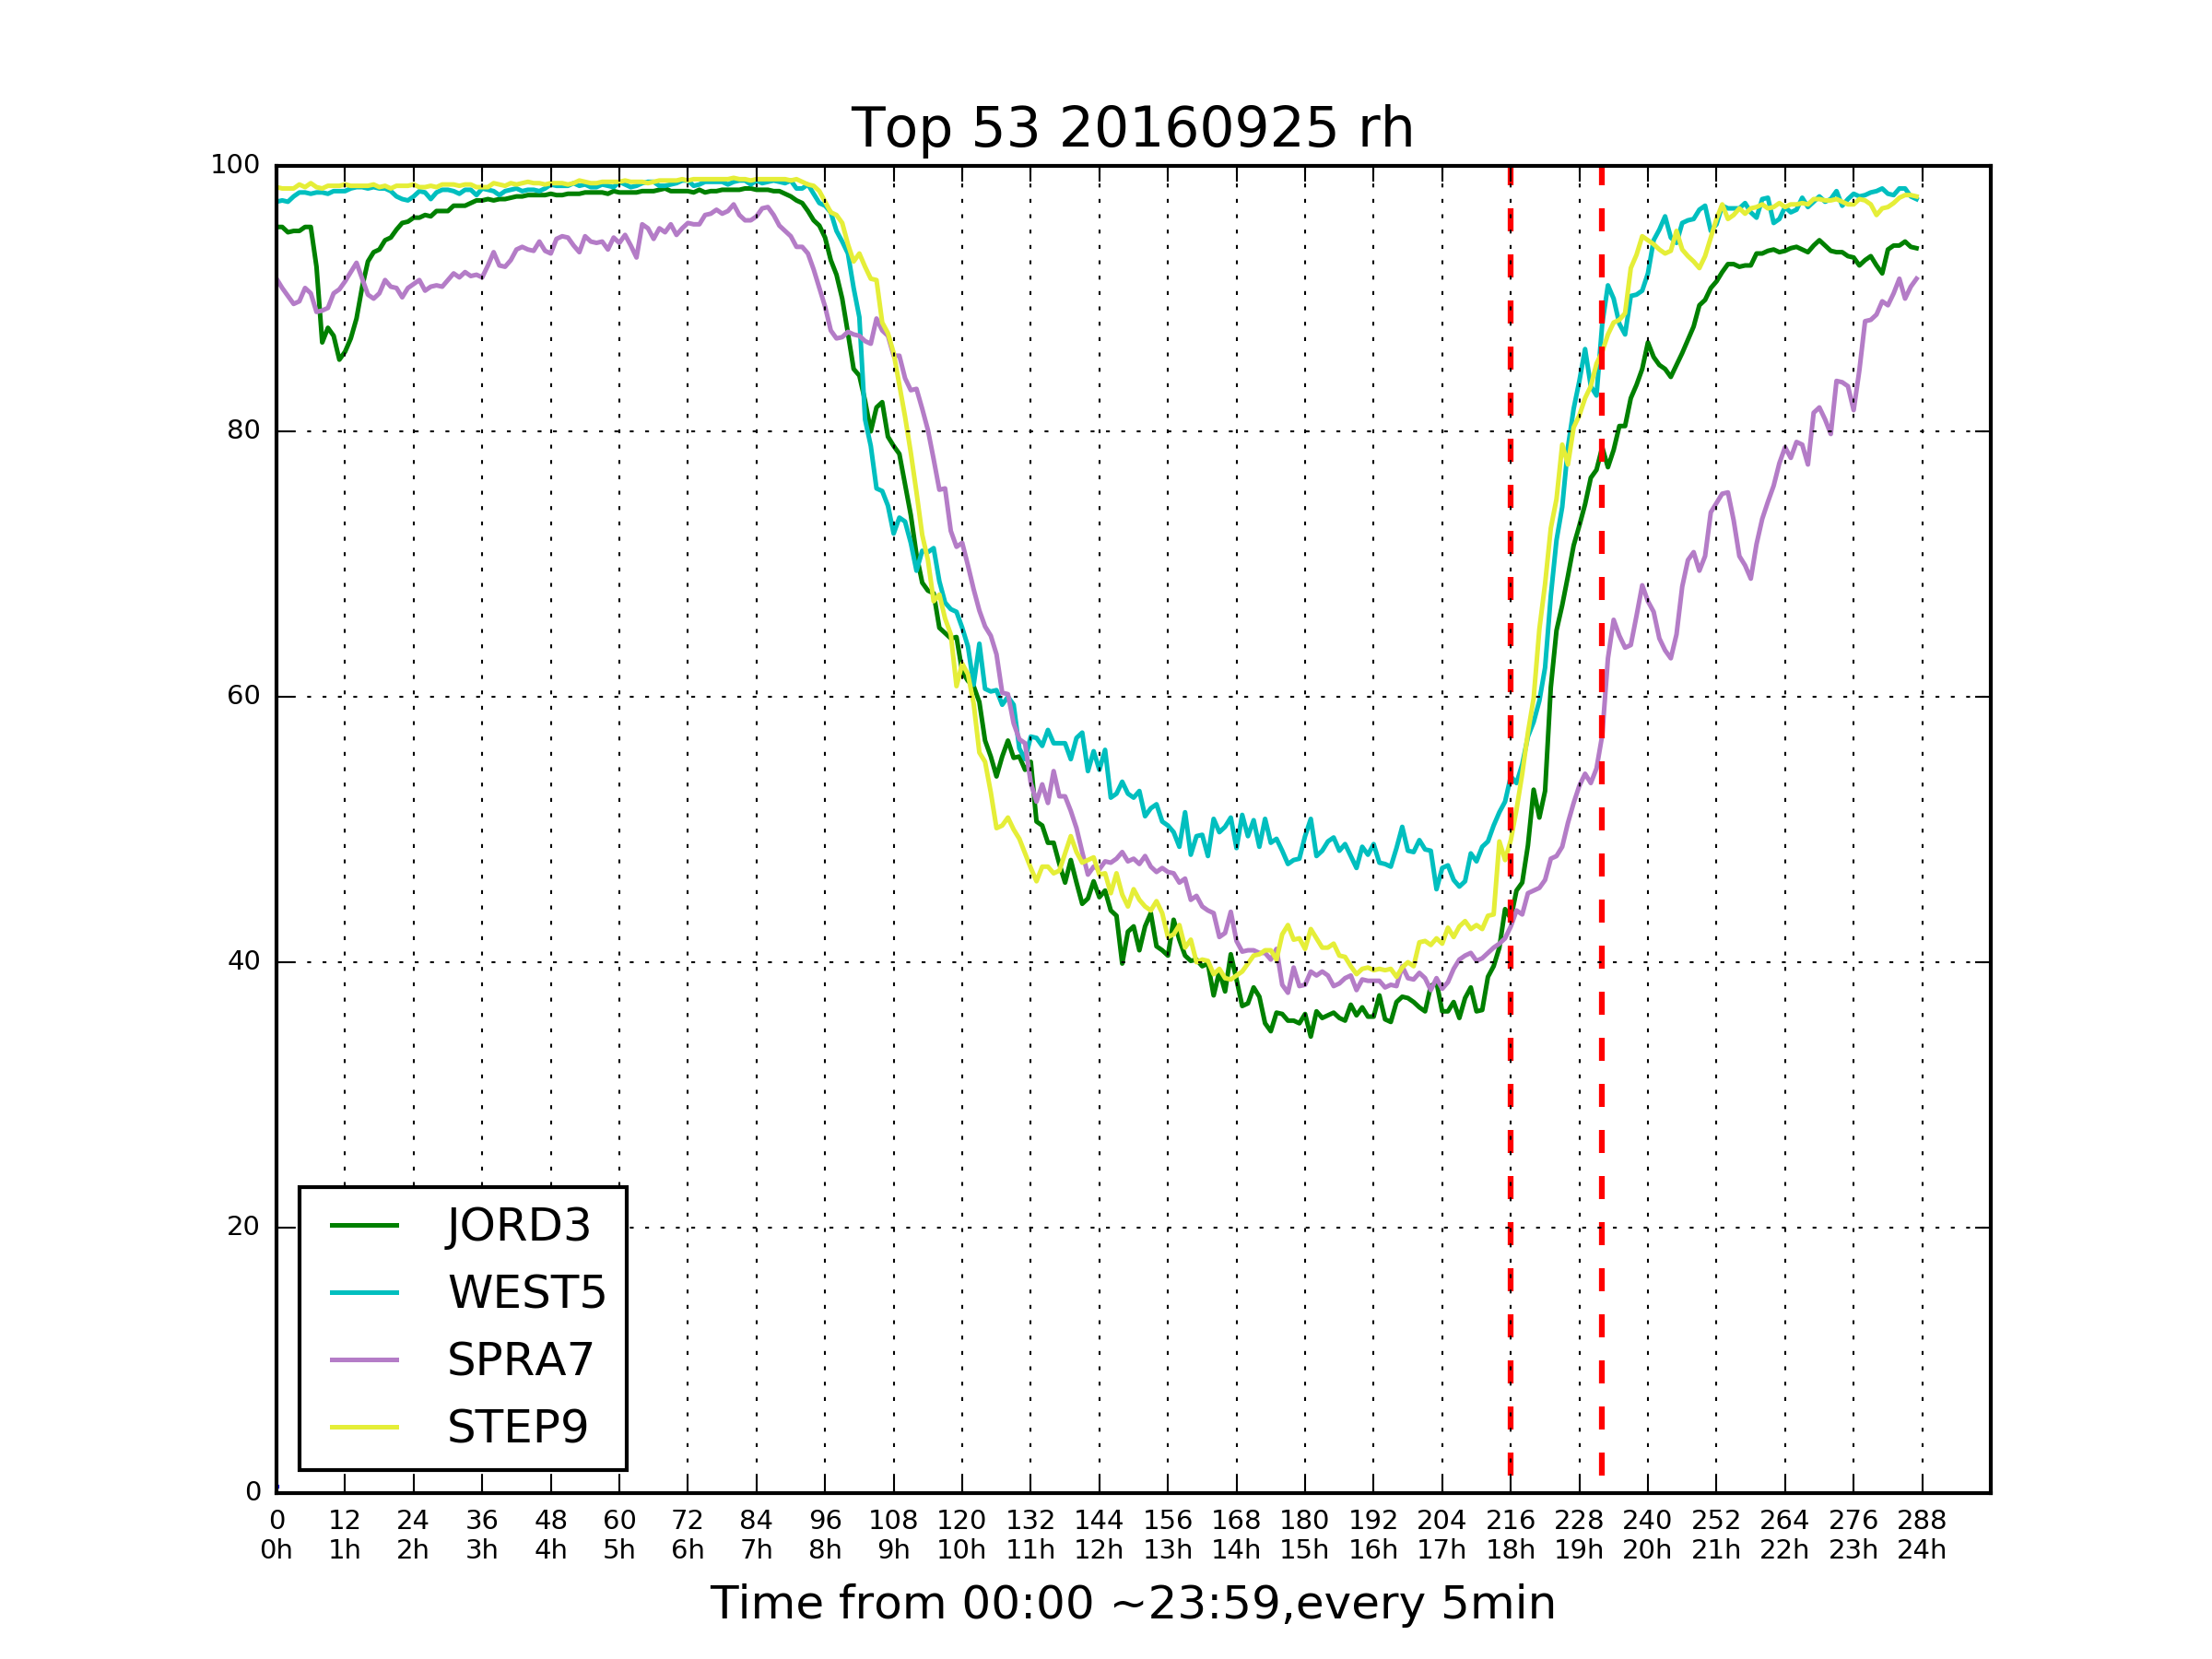 Top 53 20160925 rh
100
80
60
40
20
0
JORD3
WEST5
SPRA7
STEP9
0 12 24 36 48 60 72 84 96 108 120 132 144 156 168 180 192 204 216 228 240 252 264 276 288
0h 1h 2h 3h 4h 5h 6h 7h 8h 9h 10h 11h 12h 13h 14h 15h 16h 17h 18h 19h 20h 21h 22h 23h 24h
Time from 00:00 ~23:59,every 5min